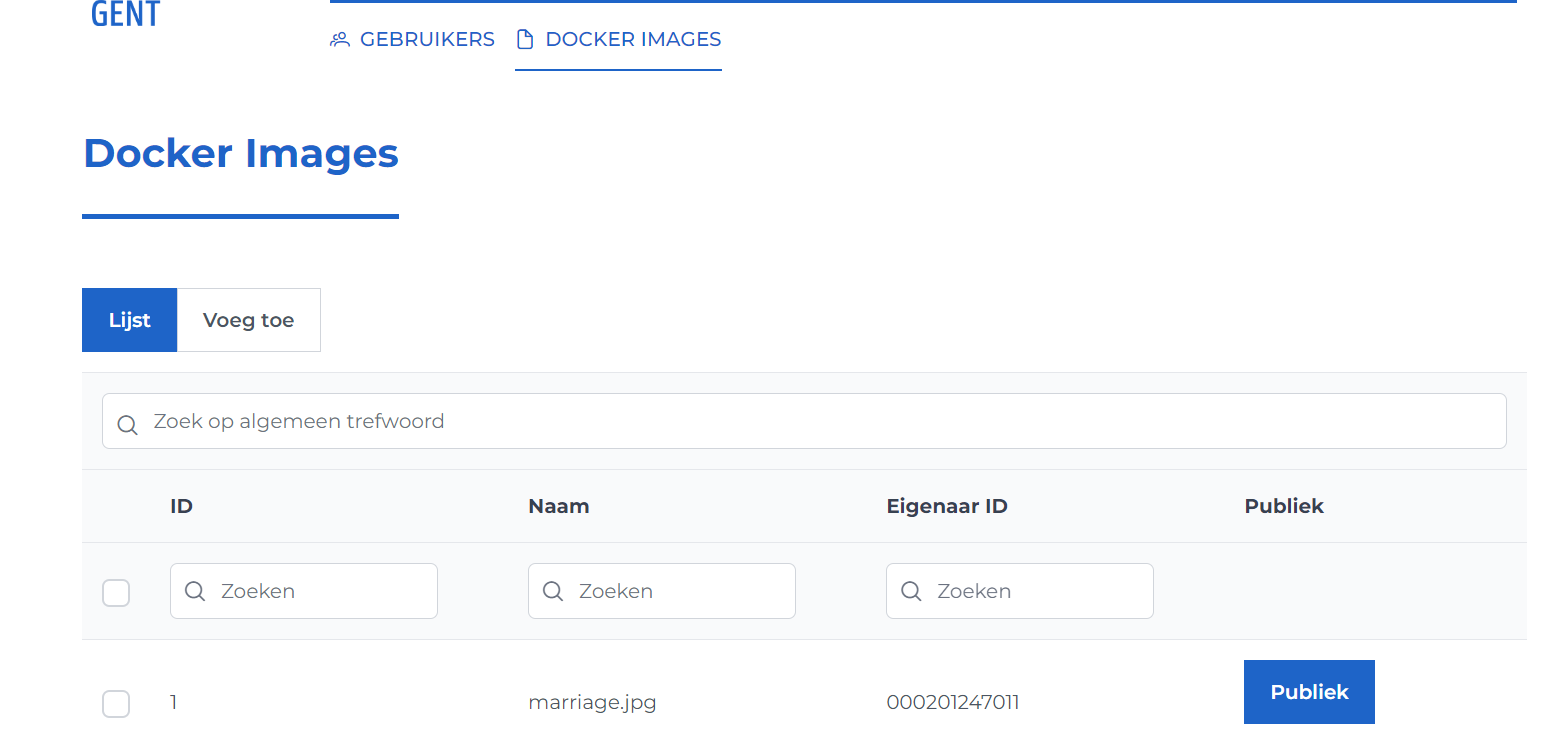 GENT
GEBRUIKERS DOCKER IMAGES
Docker Images
Lijst Voeg toe
Zoek op algemeen trefwoord
ID Naam Eigenaar ID Publiek
Zoeken Zoeken Zoeken
1 marriage.jpg 000201247011 Publiek